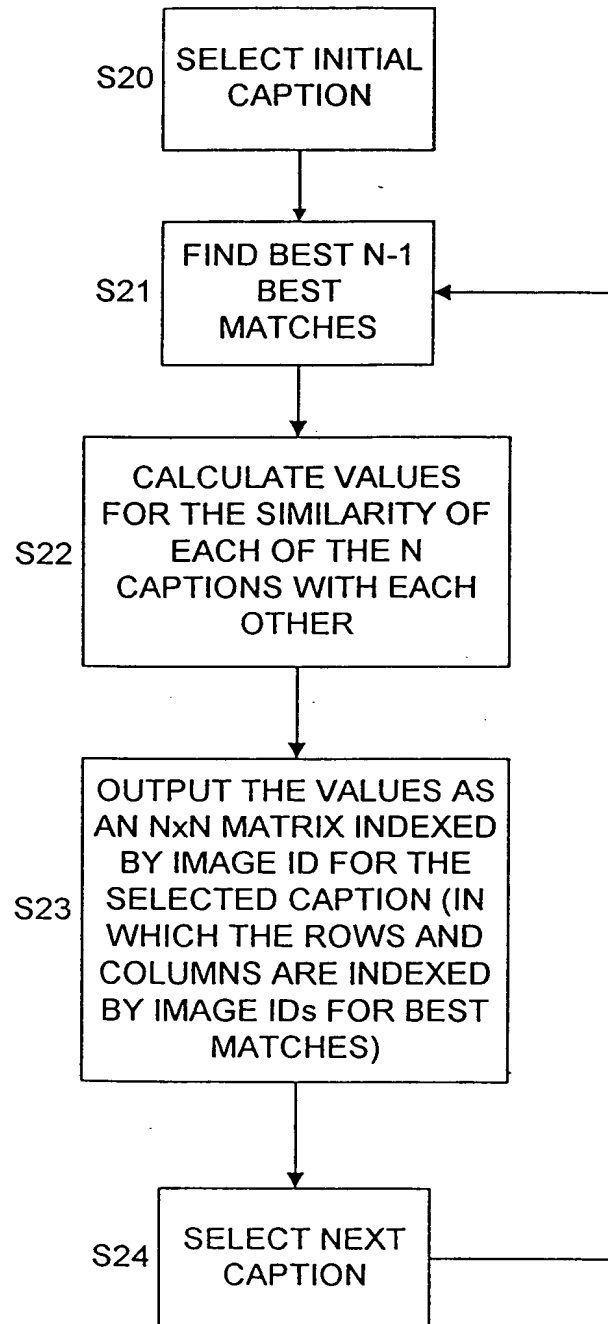 S20
SELECT INITIAL
CAPTION
S21
FIND BEST N-1
BEST
MATCHES
S22
CALCULATE VALUES
FOR THE SIMILARITY OF
EACH OF THE N
CAPTIONS WITH EACH
OTHER
S23
OUTPUT THE VALUES AS
AN NxN MATRIX INDEXED
BY IMAGE ID FOR THE
SELECTED CAPTION (IN
WHICH THE ROWS AND
COLUMNS ARE INDEXED
BY IMAGE IDs FOR BEST
MATCHES)
S24
SELECT NEXT
CAPTION